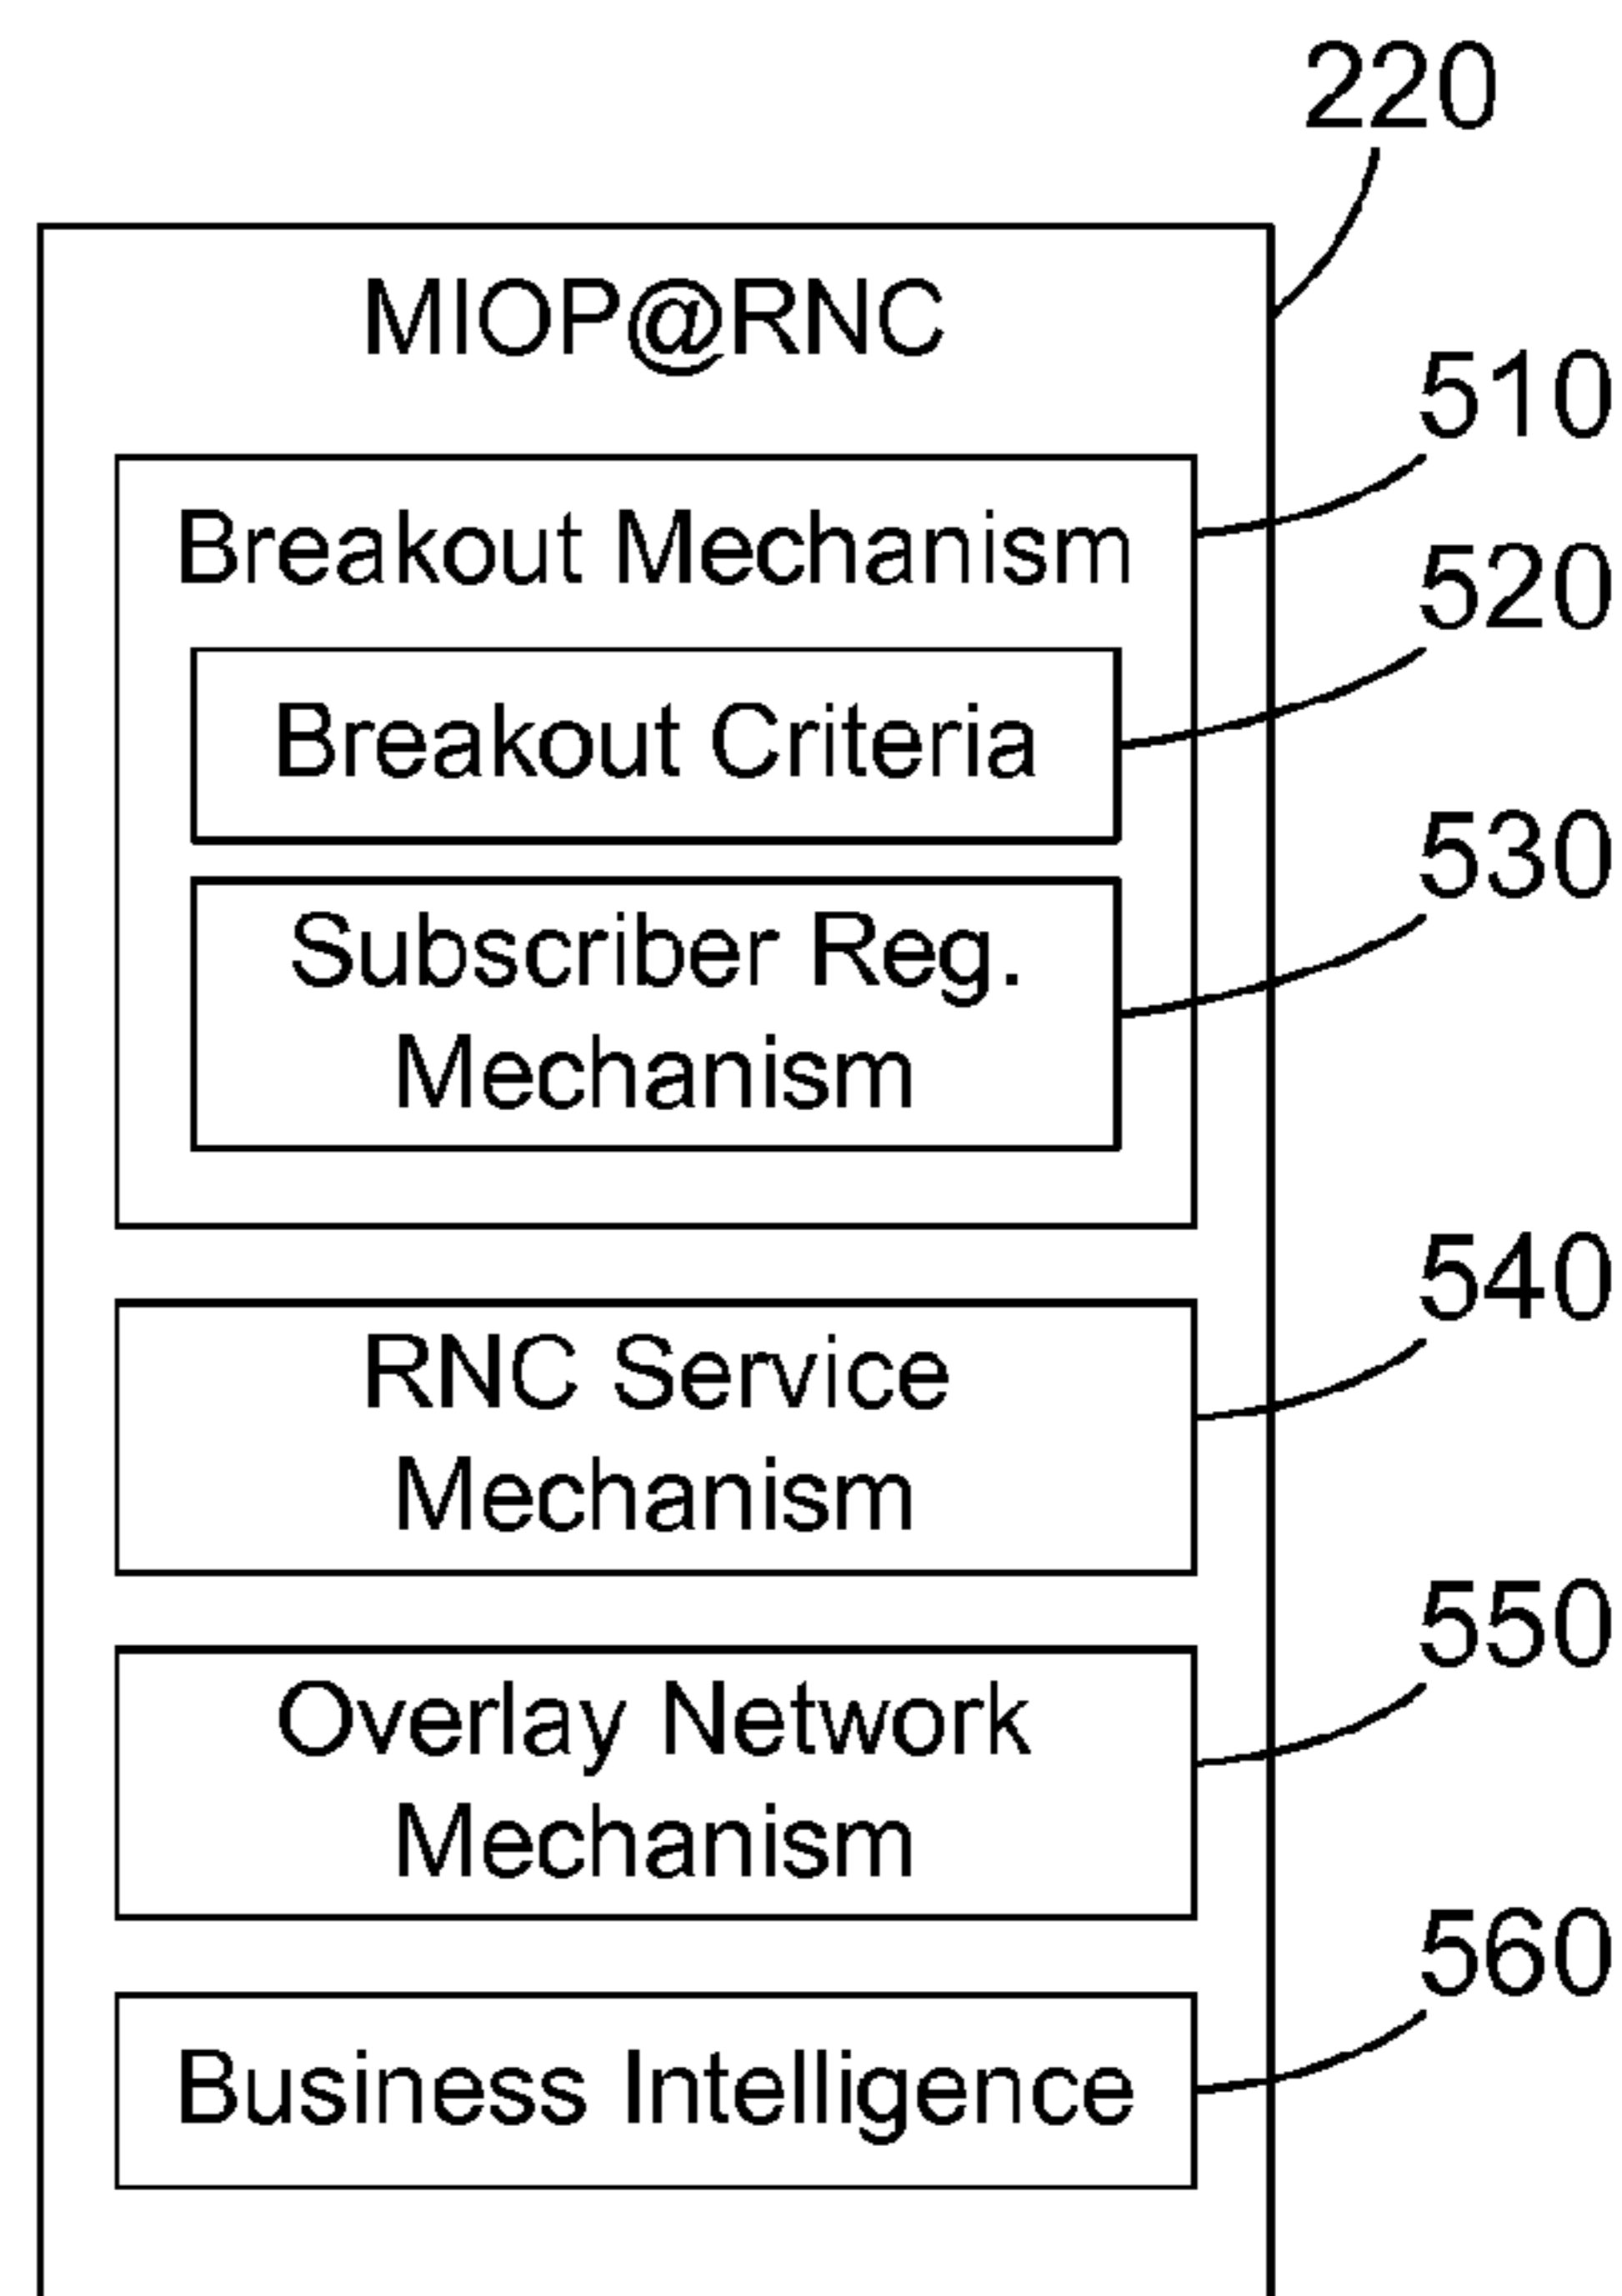 220
MIOP@RNC
510
Breakout Mechanism
520
Breakout Criteria
530
Subscriber Reg.
Mechanism
540
RNC Service
Mechanism
550
Overlay Network
Mechanism
560
Business Intelligence